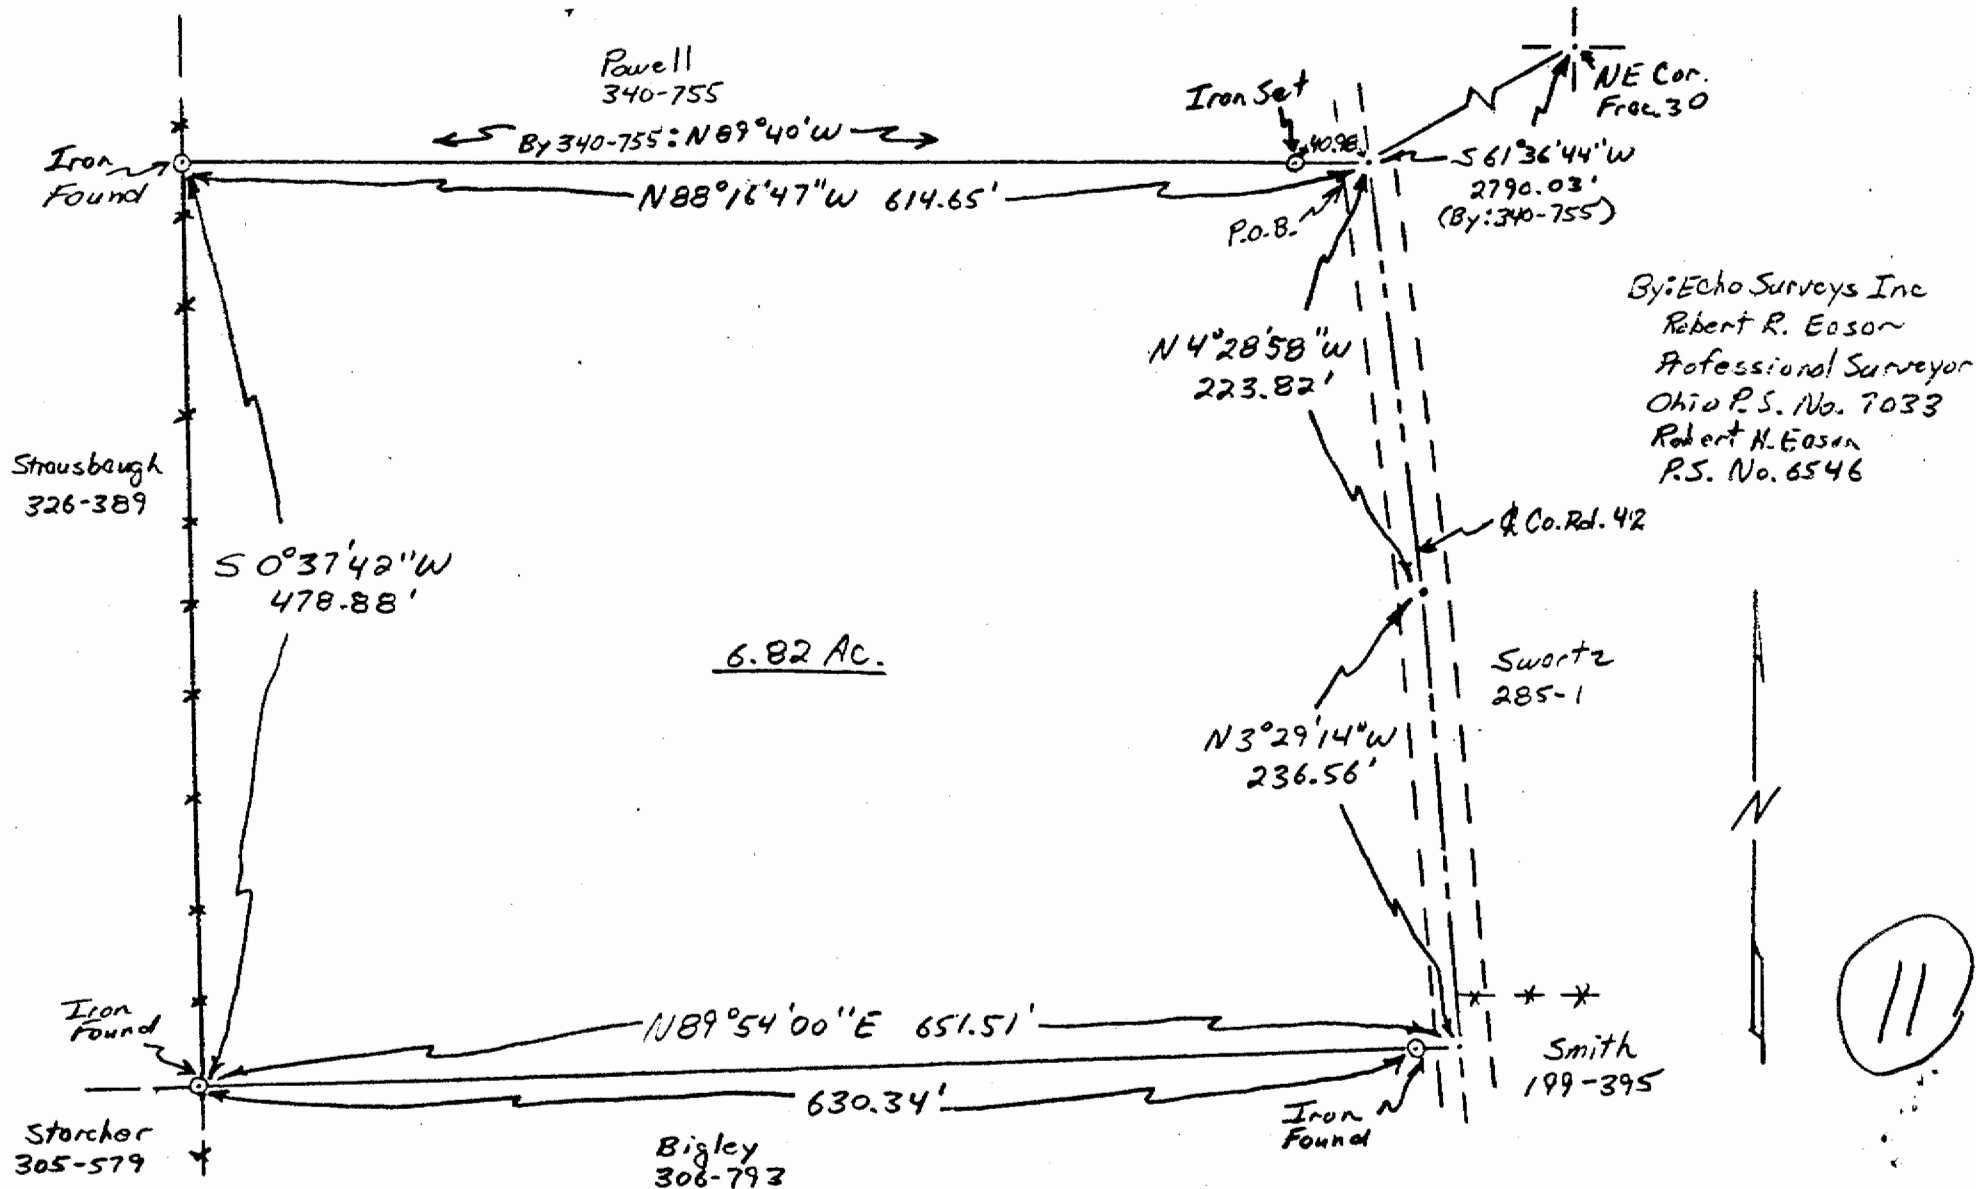 Powell
340-755
By 340-755: N89°40'W
Iron Found
N88°16'47"W 614.65'
Iron Set
40.98
NE Cor.
Frac. 30
S61°36'44"W
2790.03'
(By: 340-755)
P.O.B.
By: Echo Surveys Inc
Robert R. Eason
Professional Surveyor
Ohio P.S. No. 7033
Robert H. Eason
P.S. No. 6546
N4°28'58"W
223.82'
Strausbaugh
326-389
S0°37'42"W
478.88'
℄ Co. Rd. 42
6.82 Ac.
Swartz
285-1
N3°29'14"W
236.56'
N
Iron
Found
N89°54'00"E 651.51'
630.34'
Smith
199-395
11
Iron
Found
Storcher
305-579
Bigley
306-793